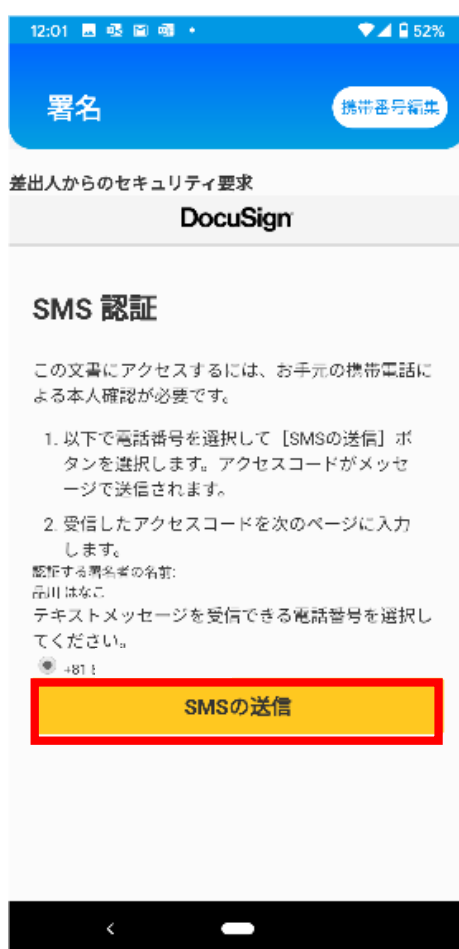 12:01
52%
署名
携帯番号編集
差出人からのセキュリティ要求
DocuSign
SMS 認証
この文書にアクセスするには、お手元の携帯電話に
よる本人確認が必要です。
1. 以下で電話番号を選択して［SMSの送信］ボ
タンを選択します。アクセスコードがメッセ
ージで送信されます。
2. 受信したアクセスコードを次のページに入力
します。
認証する署名者の名前:
品川 はなこ
テキストメッセージを受信できる電話番号を選択し
てください。
+81
SMSの送信